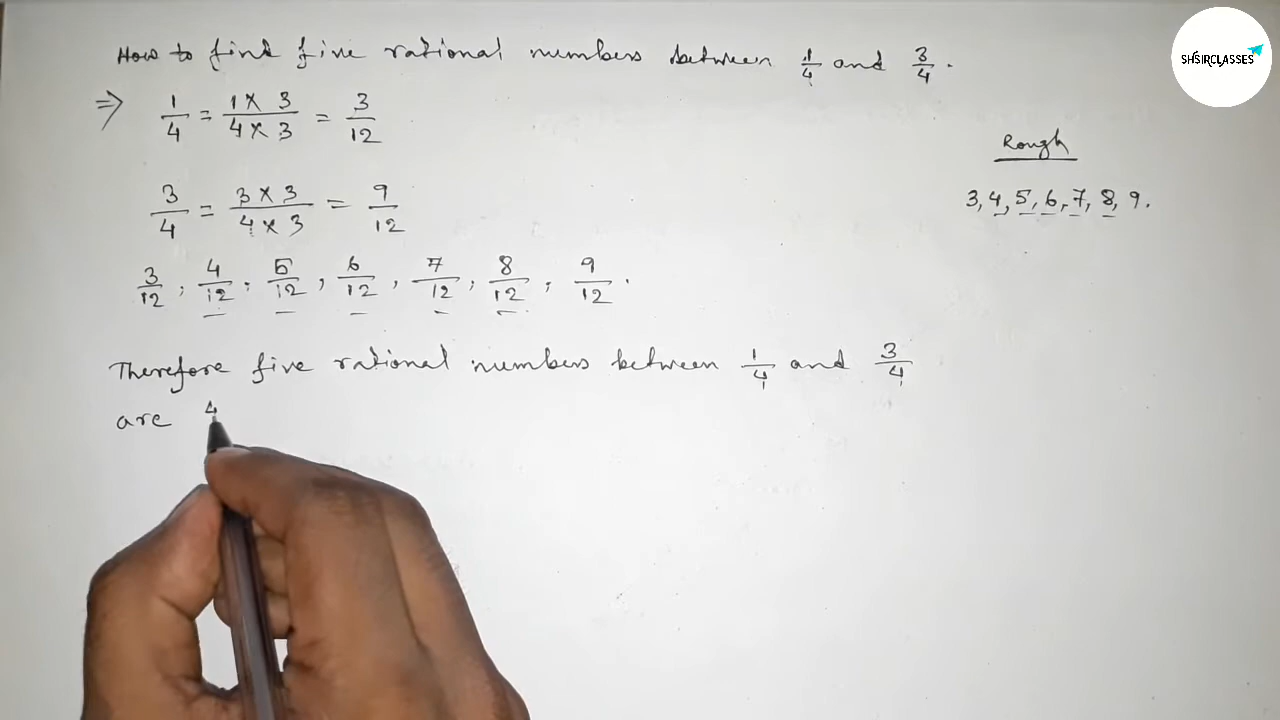 How to find five rational numbers between 1/4 and 3/4.
SHSIRCLASSES
⇒ 1/4 = 1 × 3 / 4 × 3 = 3/12
Rough
3, 4, 5, 6, 7, 8, 9.
3/4 = 3 × 3 / 4 × 3 = 9/12
3/12, 4/12, 5/12, 6/12, 7/12, 8/12, 9/12.
Therefore five rational numbers between 1/4 and 3/4
are 4